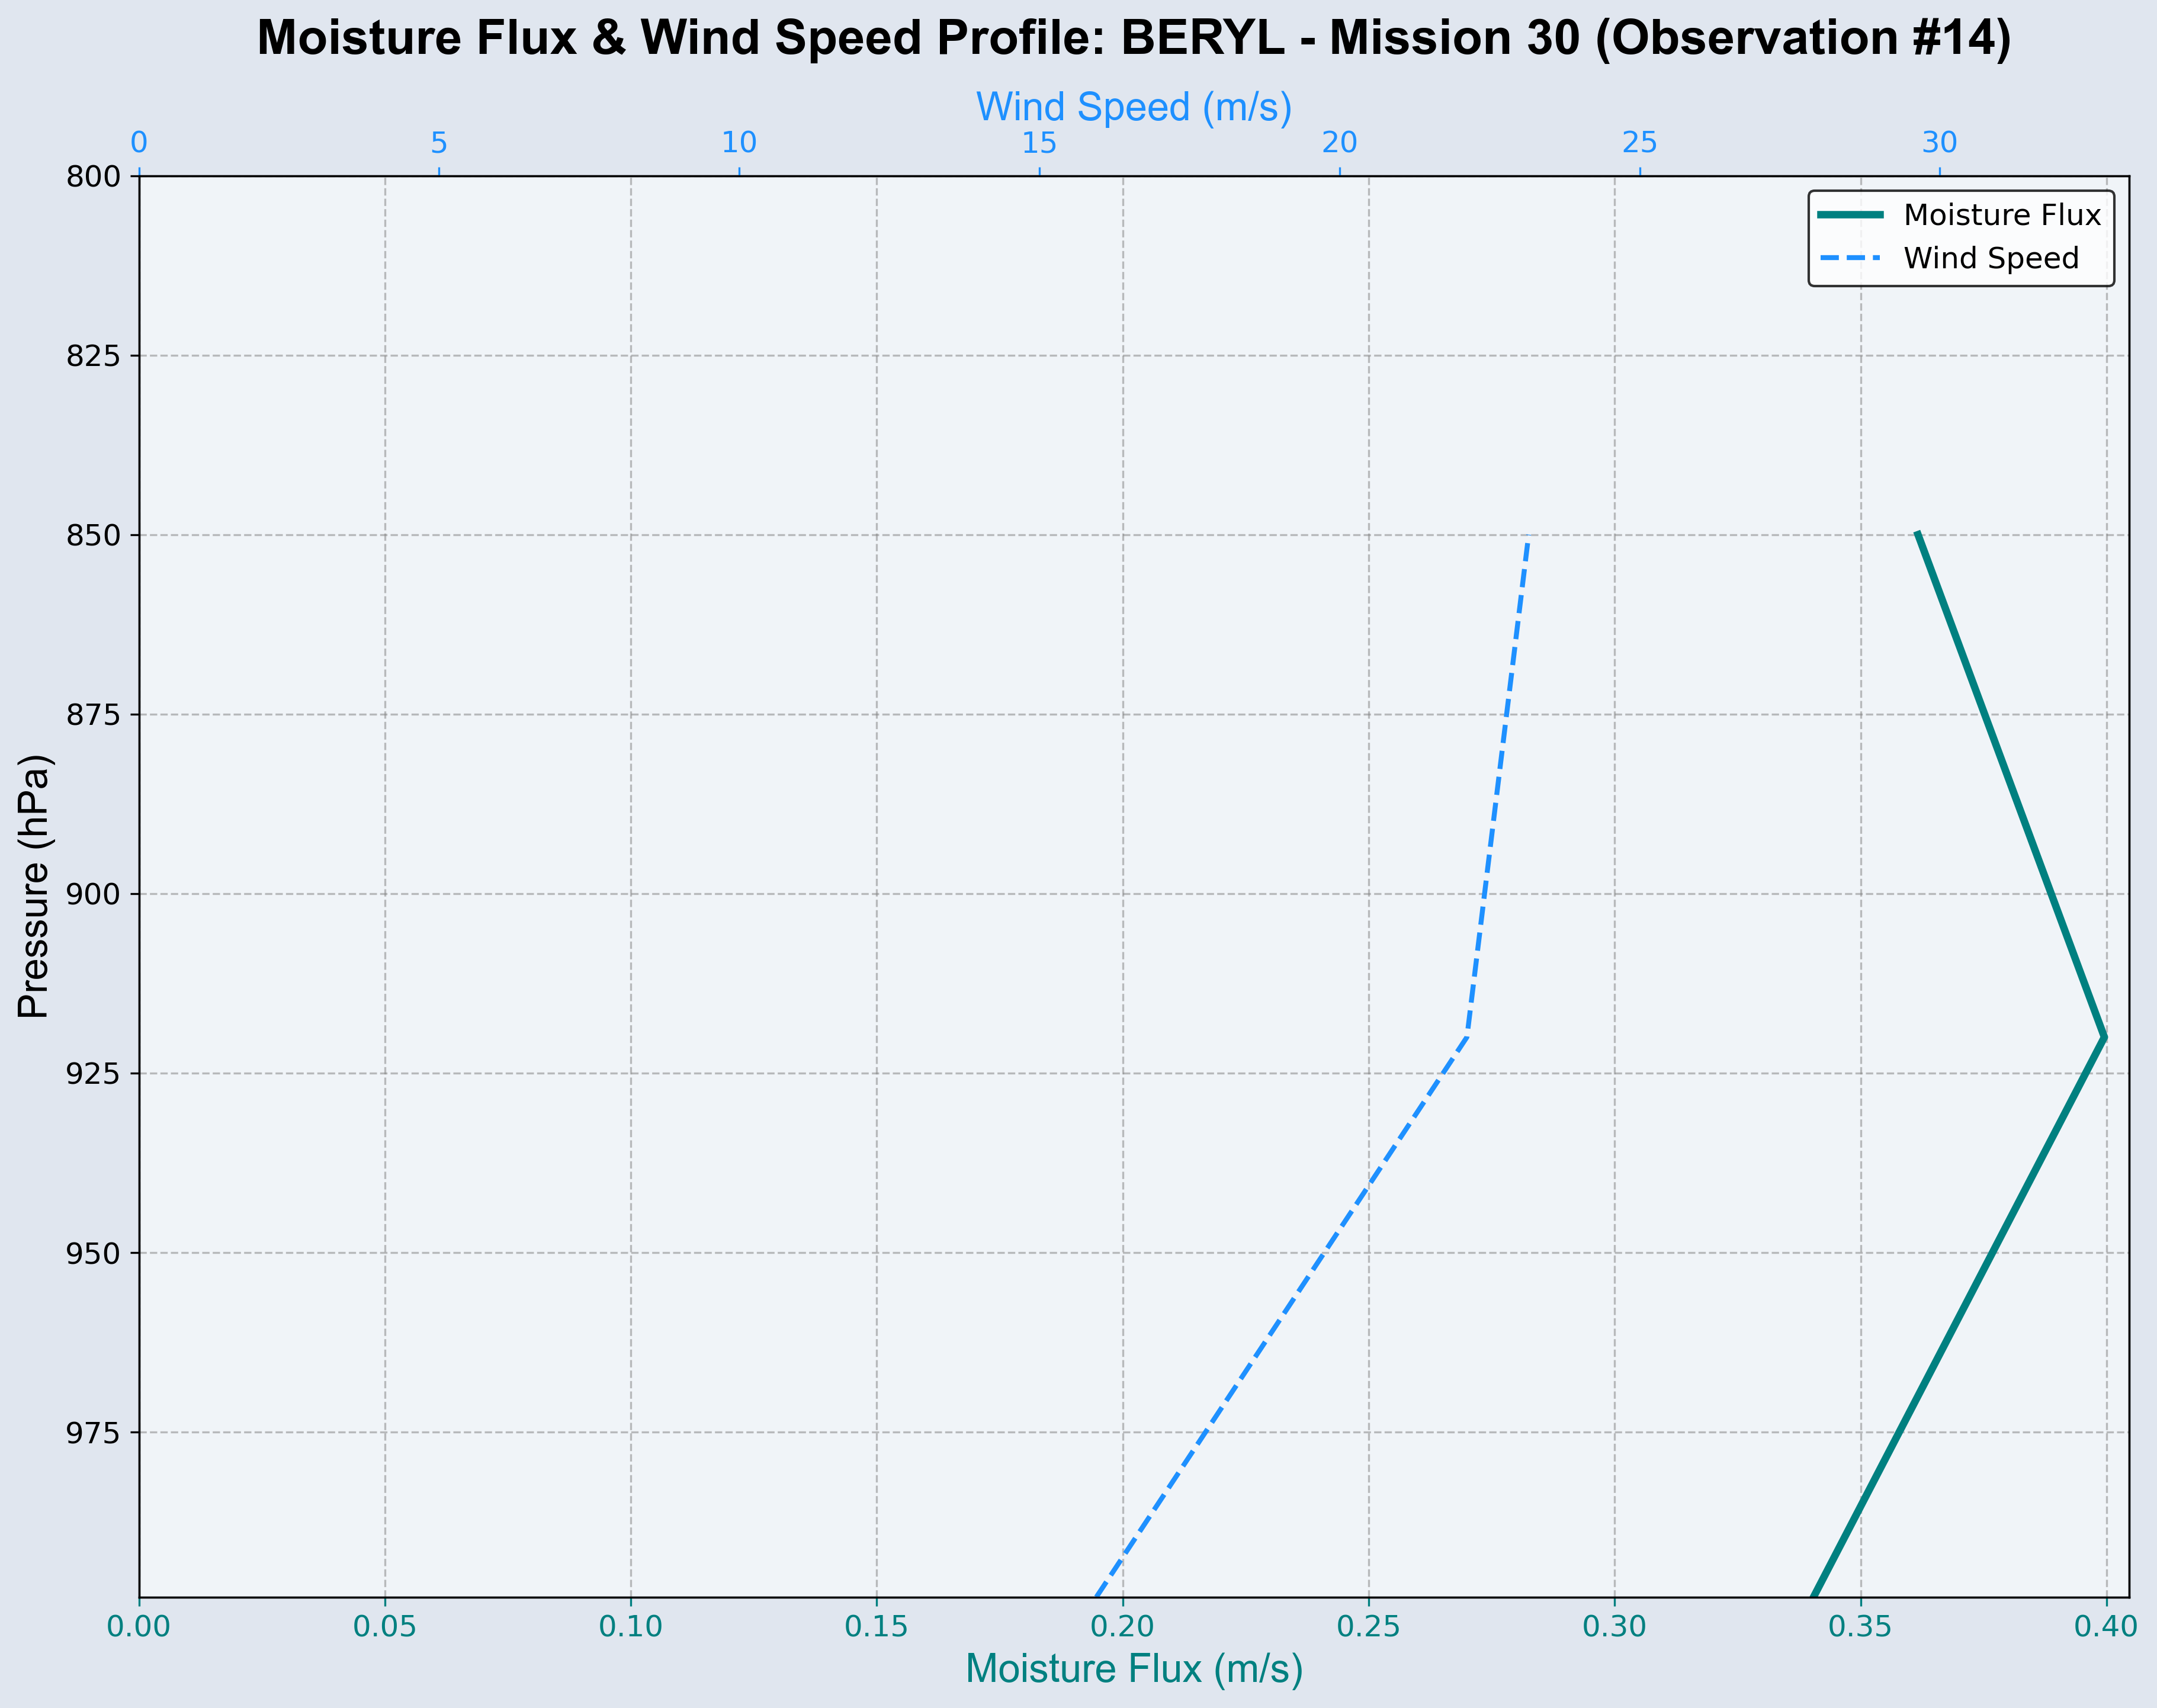 Moisture Flux & Wind Speed Profile: BERYL - Mission 30 (Observation #14)
Wind Speed (m/s)
0 5 10 15 20 25 30
Moisture Flux
Wind Speed
800
825
850
875
900
925
950
975
Pressure (hPa)
0.00 0.05 0.10 0.15 0.20 0.25 0.30 0.35 0.40
Moisture Flux (m/s)